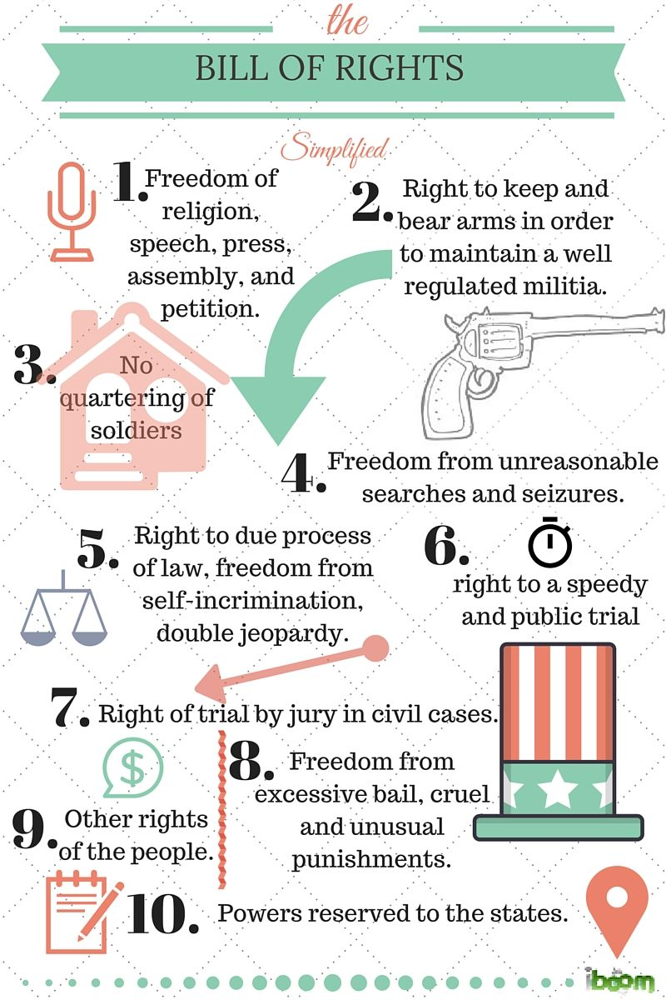 the
BILL OF RIGHTS
Simplified
1. Freedom of
religion,
speech, press,
assembly, and
petition.
2. Right to keep and
bear arms in order
to maintain a well
regulated militia.
3. No
quartering of
soldiers
4. Freedom from unreasonable
searches and seizures.
5. Right to due process
of law, freedom from
self-incrimination,
double jeopardy.
6.
right to a speedy
and public trial
7. Right of trial by jury in civil cases.
$
8. Freedom from
excessive bail, cruel
and unusual
punishments.
9. Other rights
of the people.
10. Powers reserved to the states.
iboom